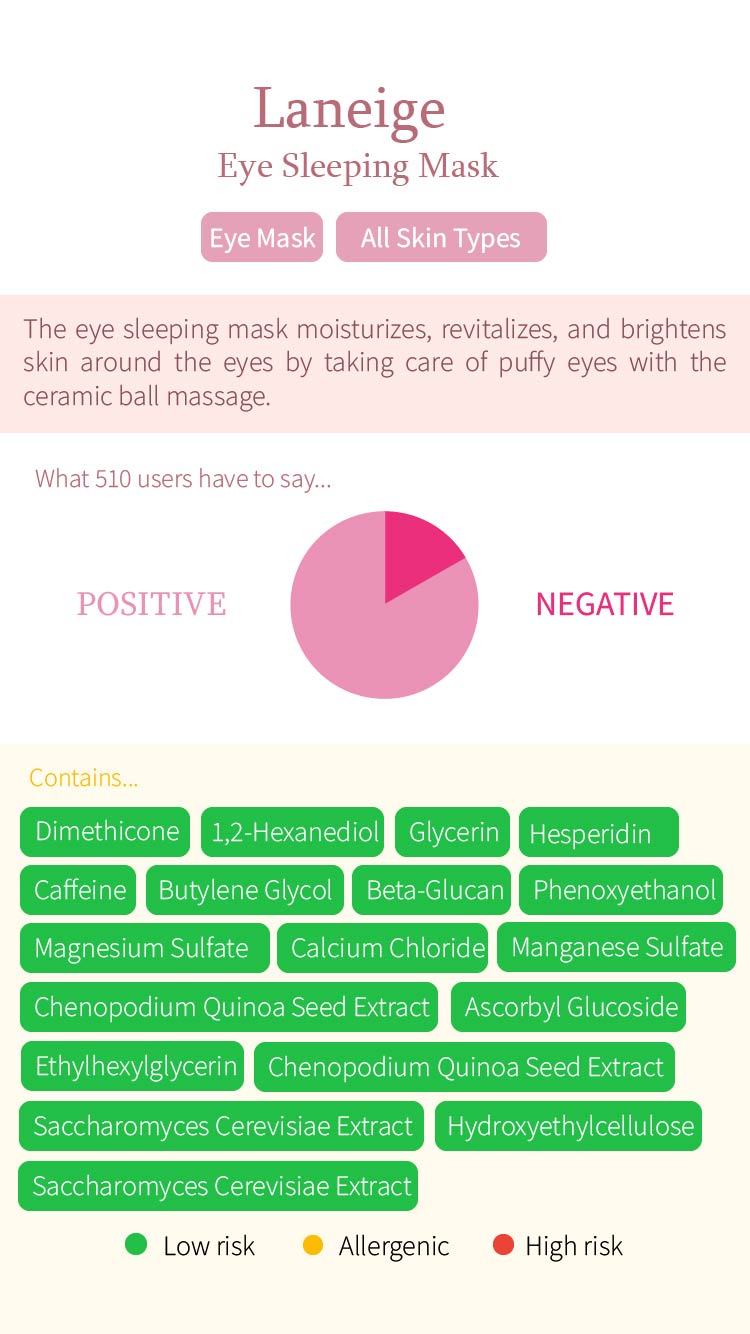 Laneige
Eye Sleeping Mask
Eye Mask All Skin Types
The eye sleeping mask moisturizes, revitalizes, and brightens
skin around the eyes by taking care of puffy eyes with the
ceramic ball massage.
What 510 users have to say...
POSITIVE NEGATIVE
Contains...
Dimethicone 1,2-Hexanediol Glycerin Hesperidin
Caffeine Butylene Glycol Beta-Glucan Phenoxyethanol
Magnesium Sulfate Calcium Chloride Manganese Sulfate
Chenopodium Quinoa Seed Extract Ascorbyl Glucoside
Ethylhexylglycerin Chenopodium Quinoa Seed Extract
Saccharomyces Cerevisiae Extract Hydroxyethylcellulose
Saccharomyces Cerevisiae Extract
Low risk Allergenic High risk